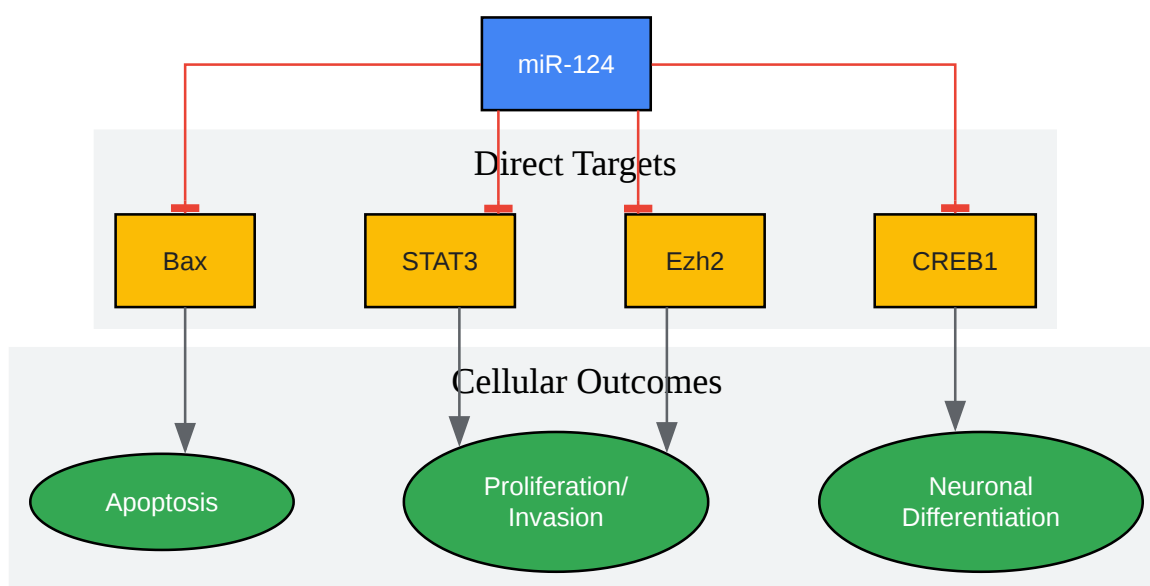 miR-124
Direct Targets
Bax
STAT3
Ezh2
CREB1
Cellular Outcomes
Apoptosis
Proliferation/
Invasion
Neuronal
Differentiation